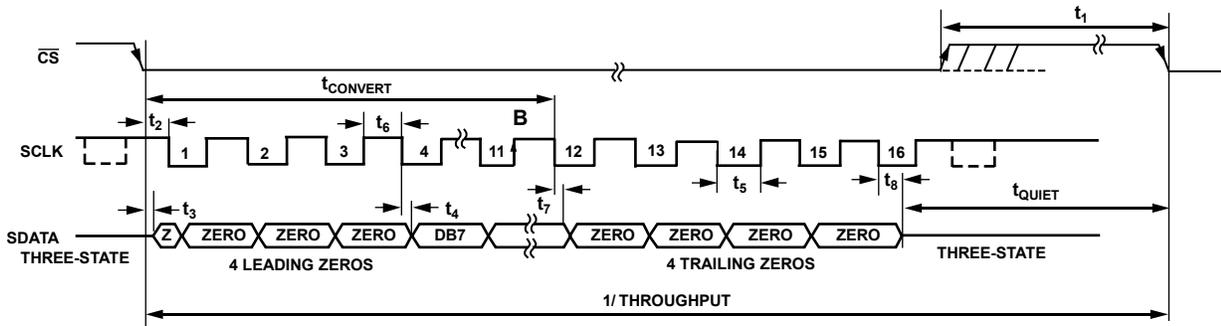 t1
CS
tCONVERT
B
t2
t6
SCLK
1 2 3 4 11 12 13 14 15 16
t3
t4
t7
t5
t8
tQUIET
SDATA
Z ZERO ZERO ZERO DB7 ZERO ZERO ZERO ZERO
THREE-STATE
4 LEADING ZEROS
4 TRAILING ZEROS
THREE-STATE
1/ THROUGHPUT